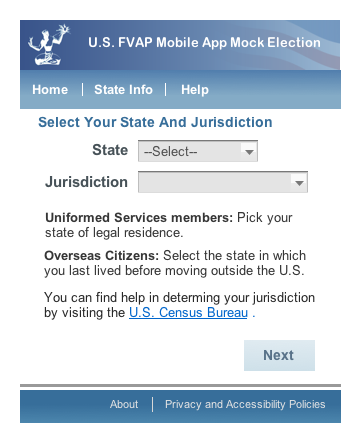 U.S. FVAP Mobile App Mock Election
Home | State Info | Help
Select Your State And Jurisdiction
State --Select--
Jurisdiction
Uniformed Services members: Pick your
state of legal residence.
Overseas Citizens: Select the state in which
you last lived before moving outside the U.S.
You can find help in determing your jurisdiction
by visiting the U.S. Census Bureau .
Next
About | Privacy and Accessibility Policies